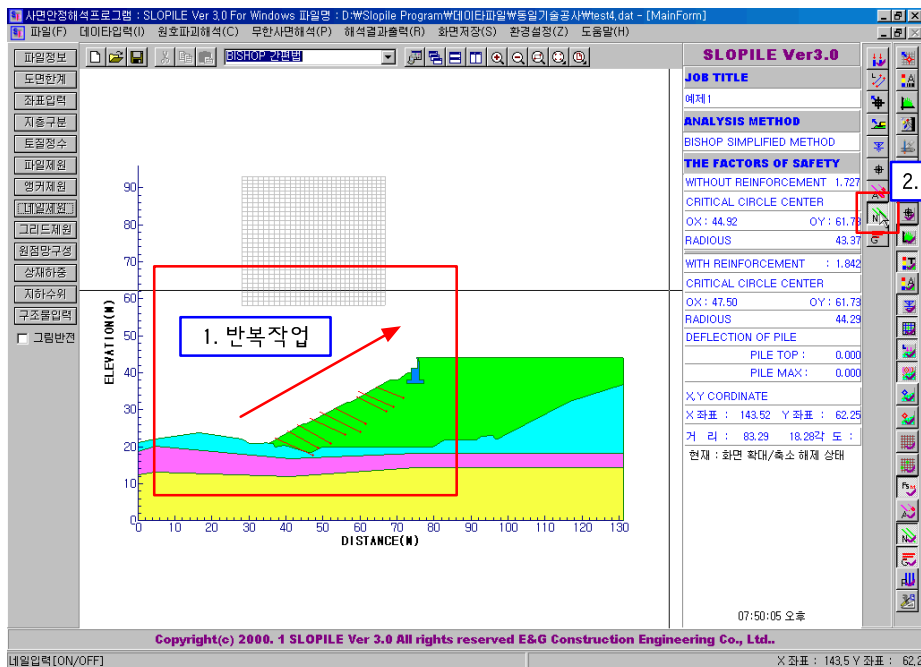 사면안정해석프로그램 : SLOPILE Ver 3.0 For Windows 파일명 : D:₩Slopile Program₩데이타파일₩동일기술공사₩test4.dat - [MainForm]
파일(F) 데이타입력(I) 원호파괴해석(C) 무한사면해석(P) 해석결과출력(R) 화면저장(S) 환경설정(Z) 도움말(H)
파일정보
도면한계
좌표입력
지층구분
토질정수
파일제원
앵커제원
네일제원
그리드제원
원점망구성
상재하중
지하수위
구조물입력
그림반전
BISHOP 간편법
ELEVATION(M)
90
80
70
60
50
40
30
20
10
0
0 10 20 30 40 50 60 70 80 90 100 110 120 130
DISTANCE(M)
1. 반복작업
2.
SLOPILE Ver3.0
JOB TITLE
예제1
ANALYSIS METHOD
BISHOP SIMPLIFIED METHOD
THE FACTORS OF SAFETY
WITHOUT REINFORCEMENT 1.727
CRITICAL CIRCLE CENTER
OX : 44.92 OY : 61.73
RADIOUS 43.37
WITH REINFORCEMENT : 1.842
CRITICAL CIRCLE CENTER
OX : 47.50 OY : 61.73
RADIOUS 44.29
DEFLECTION OF PILE
PILE TOP : 0.000
PILE MAX : 0.000
X,Y CORDINATE
X 좌표 : 143.52 Y 좌표 : 62.25
거 리 : 83.29 18.28각 도 :
현재 : 화면 확대/축소 해제 상태
07:50:05 오후
Copyright(c) 2000. 1 SLOPILE Ver 3.0 All rights reserved E&G Construction Engineering Co., Ltd..
네일입력[ON/OFF]
X 좌표 : 143.5 Y 좌표 : 62.2